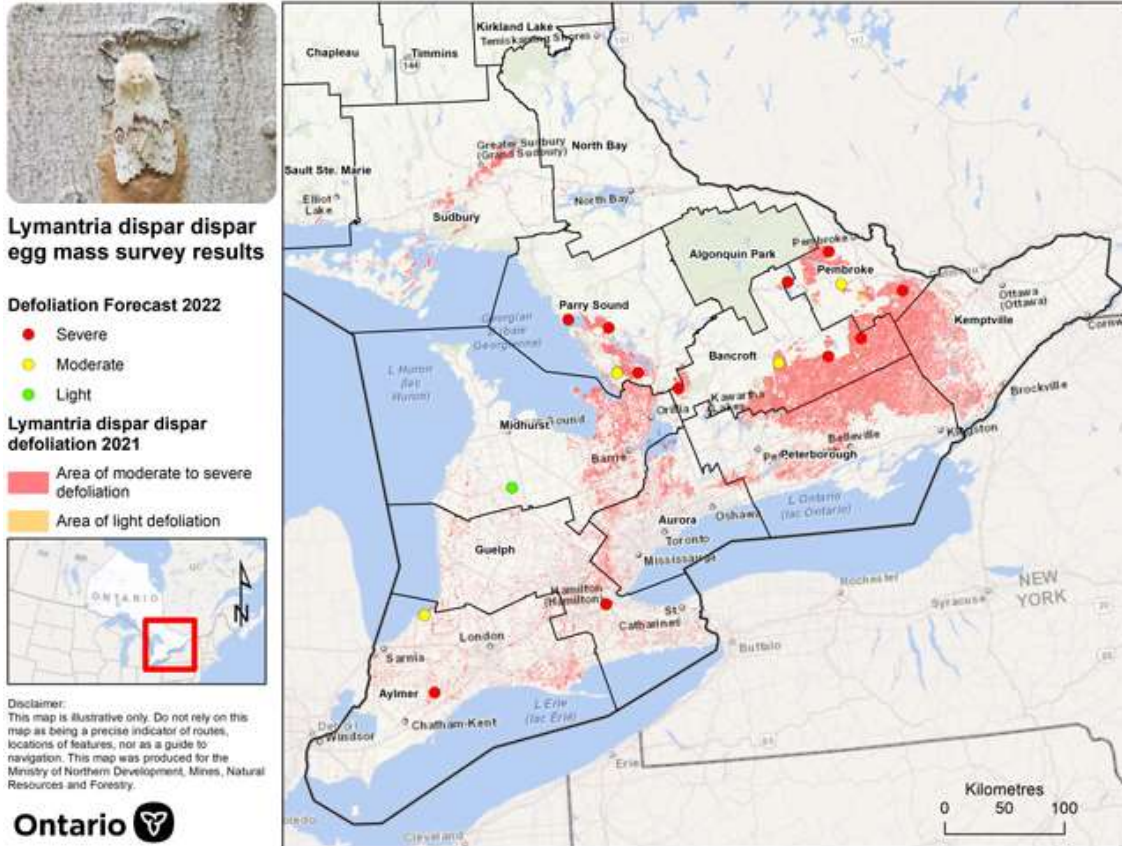 Lymantria dispar dispar
egg mass survey results
Defoliation Forecast 2022
Severe
Moderate
Light
Lymantria dispar dispar
defoliation 2021
Area of moderate to severe
defoliation
Area of light defoliation
ONTARIO
N
Disclaimer:
This map is illustrative only. Do not rely on this
map as being a precise indicator of routes,
locations of features, nor as a guide to
navigation. This map was produced for the
Ministry of Northern Development, Mines, Natural
Resources and Forestry.
Ontario
Kirkland Lake
Temiskaming Shores
Chapleau
Timmins
144
Greater Sudbury
(Grand Sudbury)
North Bay
Sault Ste. Marie
Elliot
Lake
Sudbury
North Bay
Algonquin Park
Pembroke
Pembroke
Ottawa
(Ottawa)
Parry Sound
Kemptville
Georgian
Bancroft
L Huron
(lac
Huron)
Brockville
Kawartha
Lakes
Orillia
Midhurst
Sound
Kingston
Belleville
Barrie
Peterborough
L Ontario
(lac Ontario)
Oshawa
Aurora
Toronto
Guelph
Mississauga
Hamilton
(Hamilton)
Rochester
NEW
YORK
Syracuse
St
Catharines
London
Sarnia
Buffalo
Aylmer
L Erie
(lac Érié)
Chatham-Kent
Windsor
Erie
Cleveland
Kilometres
0 50 100